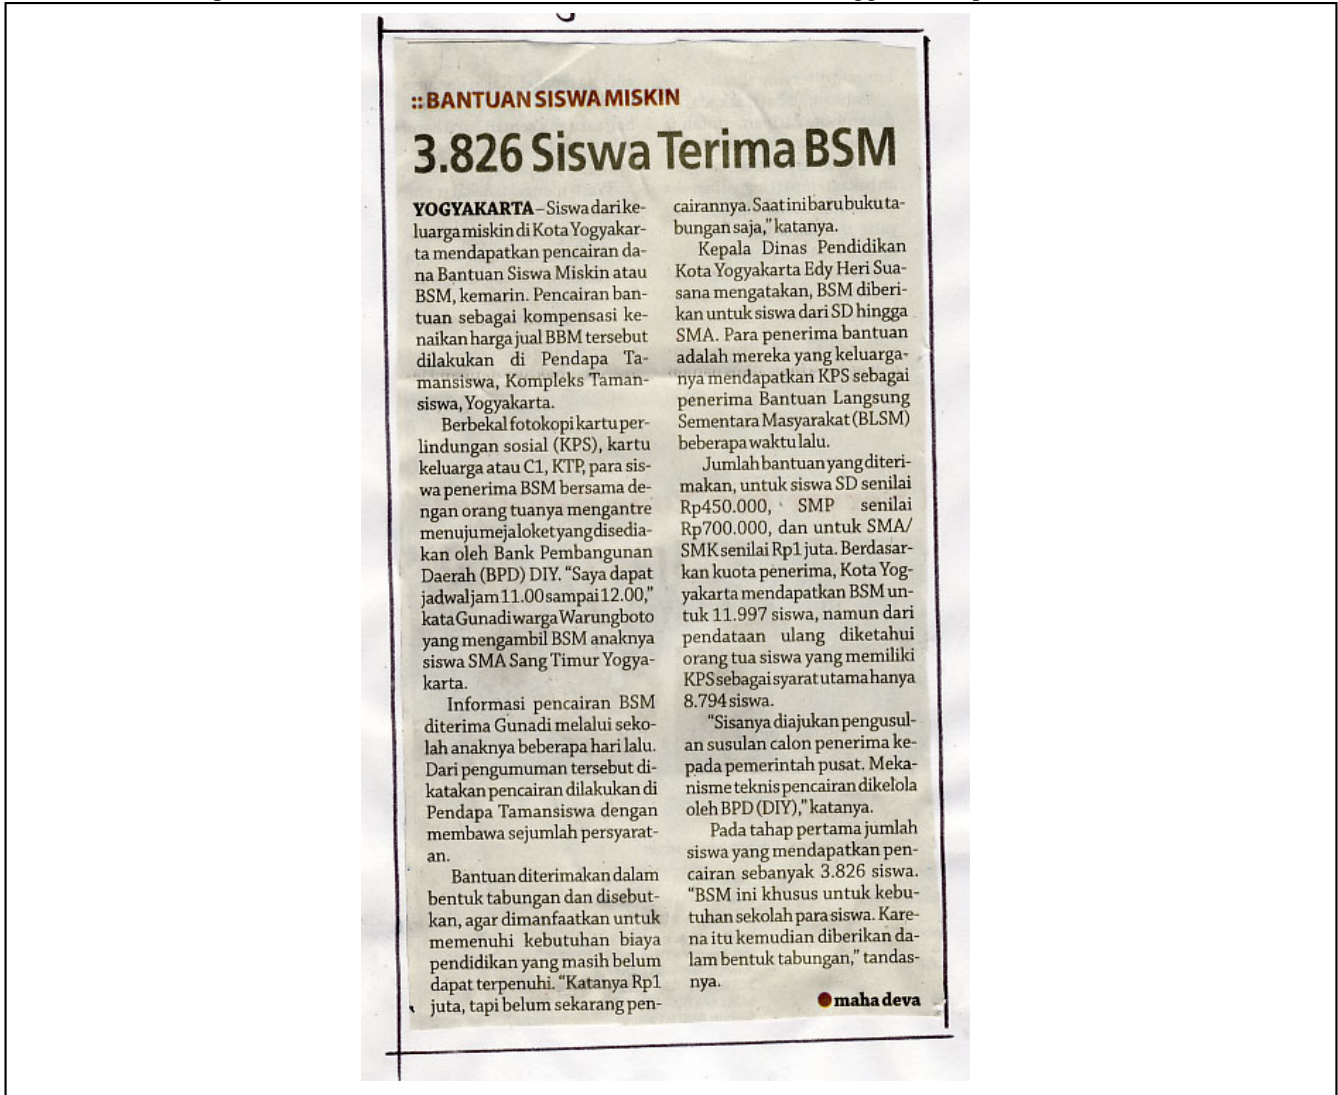 ::BANTUAN SISWA MISKIN
3.826 Siswa Terima BSM
YOGYAKARTA – Siswa dari ke-
luarga miskin di Kota Yogyakar-
ta mendapatkan pencairan da-
na Bantuan Siswa Miskin atau
BSM, kemarin. Pencairan ban-
tuan sebagai kompensasi ke-
naikan harga jual BBM tersebut
dilakukan di Pendapa Ta-
mansiswa, Kompleks Taman-
siswa, Yogyakarta.
Berbekal fotokopi kartu per-
lindungan sosial (KPS), kartu
keluarga atau C1, KTP, para sis-
wa penerima BSM bersama de-
ngan orang tuanya mengantre
menuju meja loket yang disedia-
kan oleh Bank Pembangunan
Daerah (BPD) DIY. “Saya dapat
jadwal jam 11.00 sampai 12.00,”
kata Gunadi warga Warungboto
yang mengambil BSM anaknya
siswa SMA Sang Timur Yogya-
karta.
Informasi pencairan BSM
diterima Gunadi melalui seko-
lah anaknya beberapa hari lalu.
Dari pengumuman tersebut di-
katakan pencairan dilakukan di
Pendapa Tamansiswa dengan
membawa sejumlah persyarat-
an.
Bantuan diterimakan dalam
bentuk tabungan dan disebut-
kan, agar dimanfaatkan untuk
memenuhi kebutuhan biaya
pendidikan yang masih belum
dapat terpenuhi. “Katanya Rp1
juta, tapi belum sekarang pen-
cairannya. Saat ini baru buku ta-
bungan saja,” katanya.
Kepala Dinas Pendidikan
Kota Yogyakarta Edy Heri Sua-
sana mengatakan, BSM diberi-
kan untuk siswa dari SD hingga
SMA. Para penerima bantuan
adalah mereka yang keluarga-
nya mendapatkan KPS sebagai
penerima Bantuan Langsung
Sementara Masyarakat (BLSM)
beberapa waktu lalu.
Jumlah bantuan yang diteri-
makan, untuk siswa SD senilai
Rp450.000, SMP senilai
Rp700.000, dan untuk SMA/
SMK senilai Rp1 juta. Berdasar-
kan kuota penerima, Kota Yog-
yakarta mendapatkan BSM un-
tuk 11.997 siswa, namun dari
pendataan ulang diketahui
orang tua siswa yang memiliki
KPS sebagai syarat utama hanya
8.794 siswa.
“Sisanya diajukan pengusul-
an susulan calon penerima ke-
pada pemerintah pusat. Meka-
nisme teknis pencairan dikelola
oleh BPD (DIY),” katanya.
Pada tahap pertama jumlah
siswa yang mendapatkan pen-
cairan sebanyak 3.826 siswa.
“BSM ini khusus untuk kebu-
tuhan sekolah para siswa. Kare-
na itu kemudian diberikan da-
lam bentuk tabungan,” tandas-
nya.
maha deva